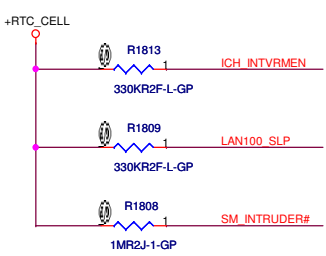 +RTC_CELL
R1813
1
ICH_INTVRMEN
330KR2F-L-GP
R1809
1
LAN100_SLP
330KR2F-L-GP
R1808
1
SM_INTRUDER#
1MR2J-1-GP